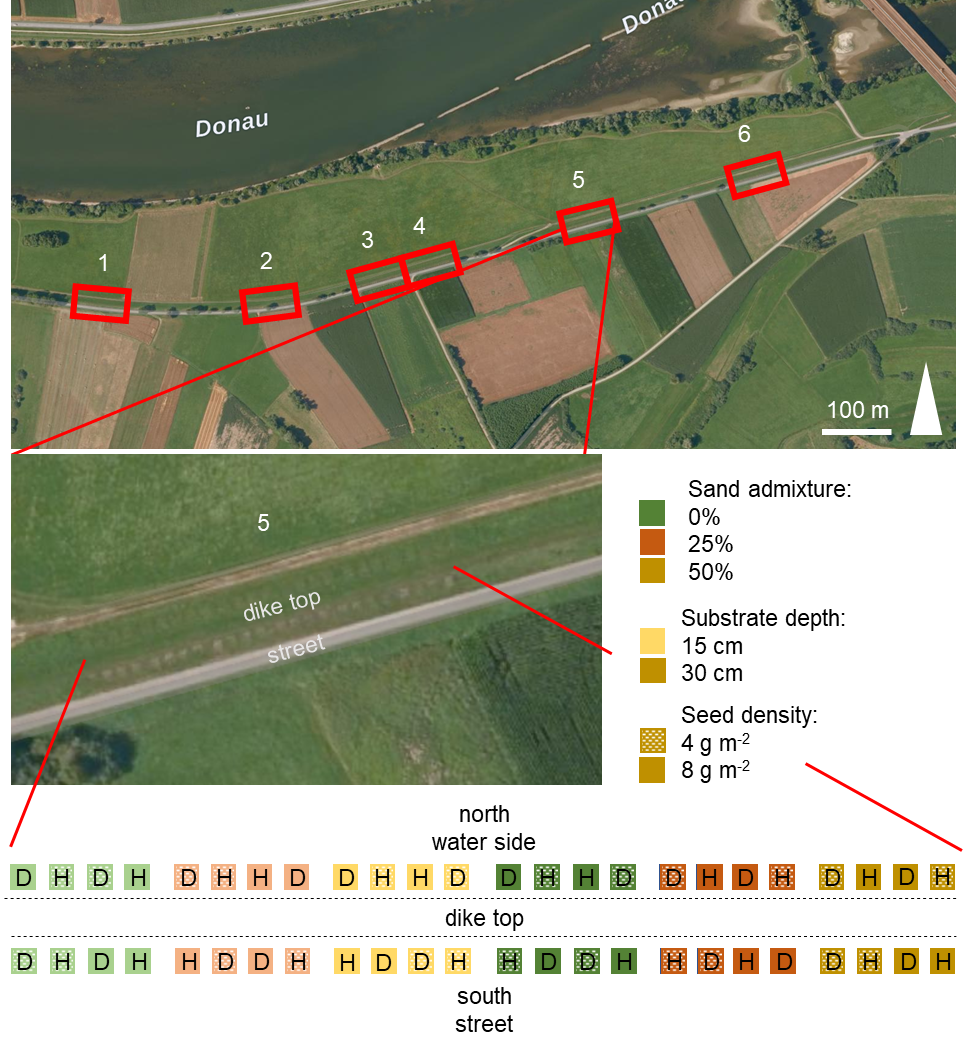 Donau
Donau
6
5
4
3
2
1
100 m
5
dike top
street
Sand admixture:
0%
25%
50%
Substrate depth:
15 cm
30 cm
Seed density:
4 g m-2
8 g m-2
north
water side
D H D H D H H D D H H D D H H D D H D H D H D H
dike top
D H D H H D D H H D D H H D D H H D H D D H D H
south
street